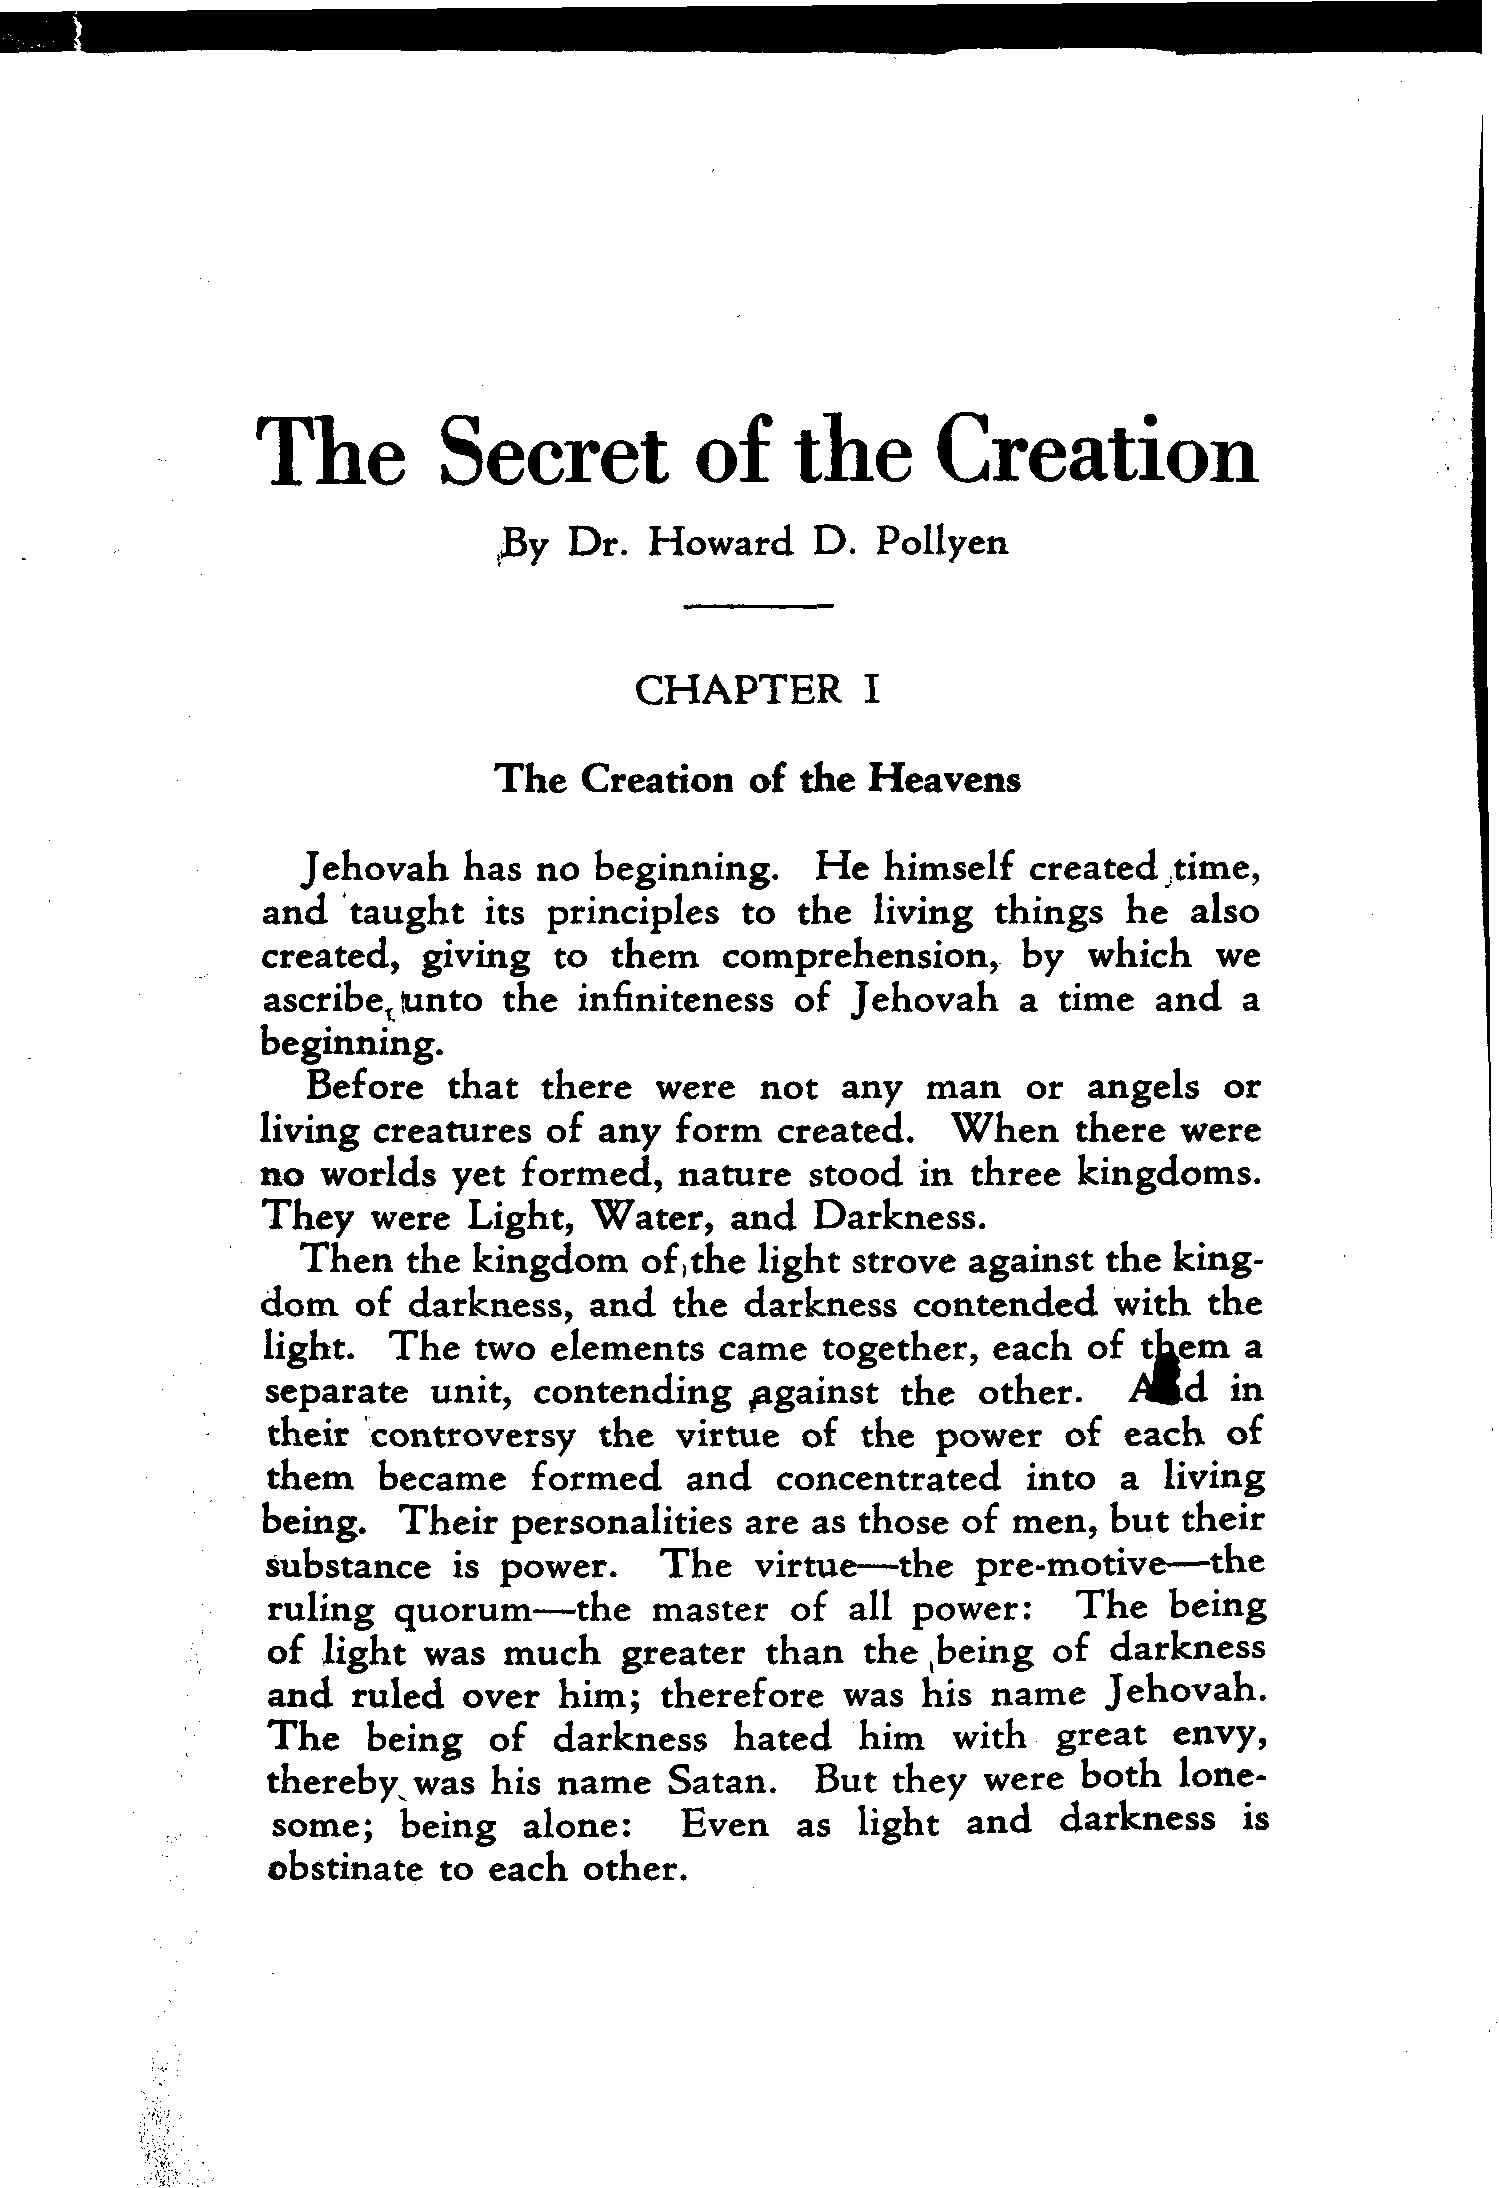 The Secret of the Creation
By Dr. Howard D. Pollyen
CHAPTER I
The Creation of the Heavens
Jehovah has no beginning. He himself created time,
and taught its principles to the living things he also
created, giving to them comprehension, by which we
ascribe unto the infiniteness of Jehovah a time and a
beginning.
Before that there were not any man or angels or
living creatures of any form created. When there were
no worlds yet formed, nature stood in three kingdoms.
They were Light, Water, and Darkness.
Then the kingdom of the light strove against the king-
dom of darkness, and the darkness contended with the
light. The two elements came together, each of them a
separate unit, contending against the other. And in
their controversy the virtue of the power of each of
them became formed and concentrated into a living
being. Their personalities are as those of men, but their
substance is power. The virtue—the pre-motive—the
ruling quorum—the master of all power: The being
of light was much greater than the being of darkness
and ruled over him; therefore was his name Jehovah.
The being of darkness hated him with great envy,
thereby was his name Satan. But they were both lone-
some; being alone: Even as light and darkness is
obstinate to each other.